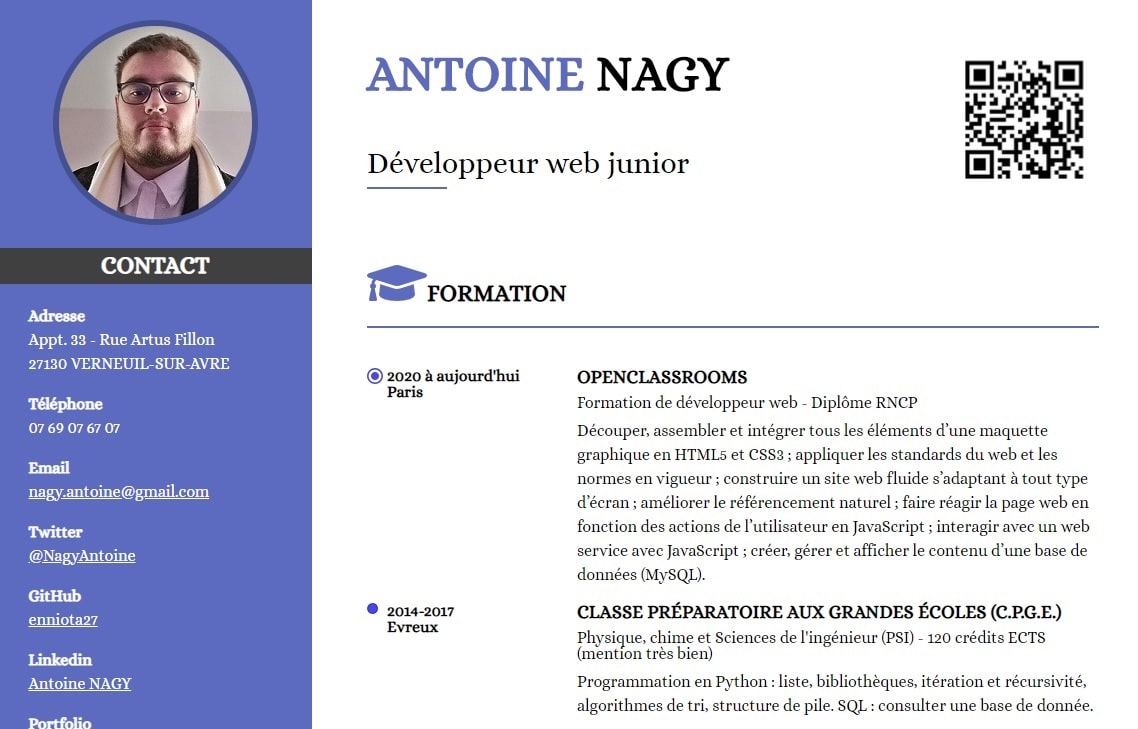 CONTACT
Adresse
Appt. 33 - Rue Artus Fillon
27130 VERNEUIL-SUR-AVRE
Téléphone
07 69 07 67 07
Email
nagy.antoine@gmail.com
Twitter
@NagyAntoine
GitHub
enniota27
Linkedin
Antoine NAGY
Portfolio
ANTOINE NAGY
Développeur web junior
FORMATION
2020 à aujourd'hui
Paris
OPENCLASSROOMS
Formation de développeur web - Diplôme RNCP
Découper, assembler et intégrer tous les éléments d’une maquette
graphique en HTML5 et CSS3 ; appliquer les standards du web et les
normes en vigueur ; construire un site web fluide s’adaptant à tout type
d’écran ; améliorer le référencement naturel ; faire réagir la page web en
fonction des actions de l’utilisateur en JavaScript ; interagir avec un web
service avec JavaScript ; créer, gérer et afficher le contenu d’une base de
données (MySQL).
2014-2017
Evreux
CLASSE PRÉPARATOIRE AUX GRANDES ÉCOLES (C.P.G.E.)
Physique, chime et Sciences de l'ingénieur (PSI) - 120 crédits ECTS
(mention très bien)
Programmation en Python : liste, bibliothèques, itération et récursivité,
algorithmes de tri, structure de pile. SQL : consulter une base de donnée.